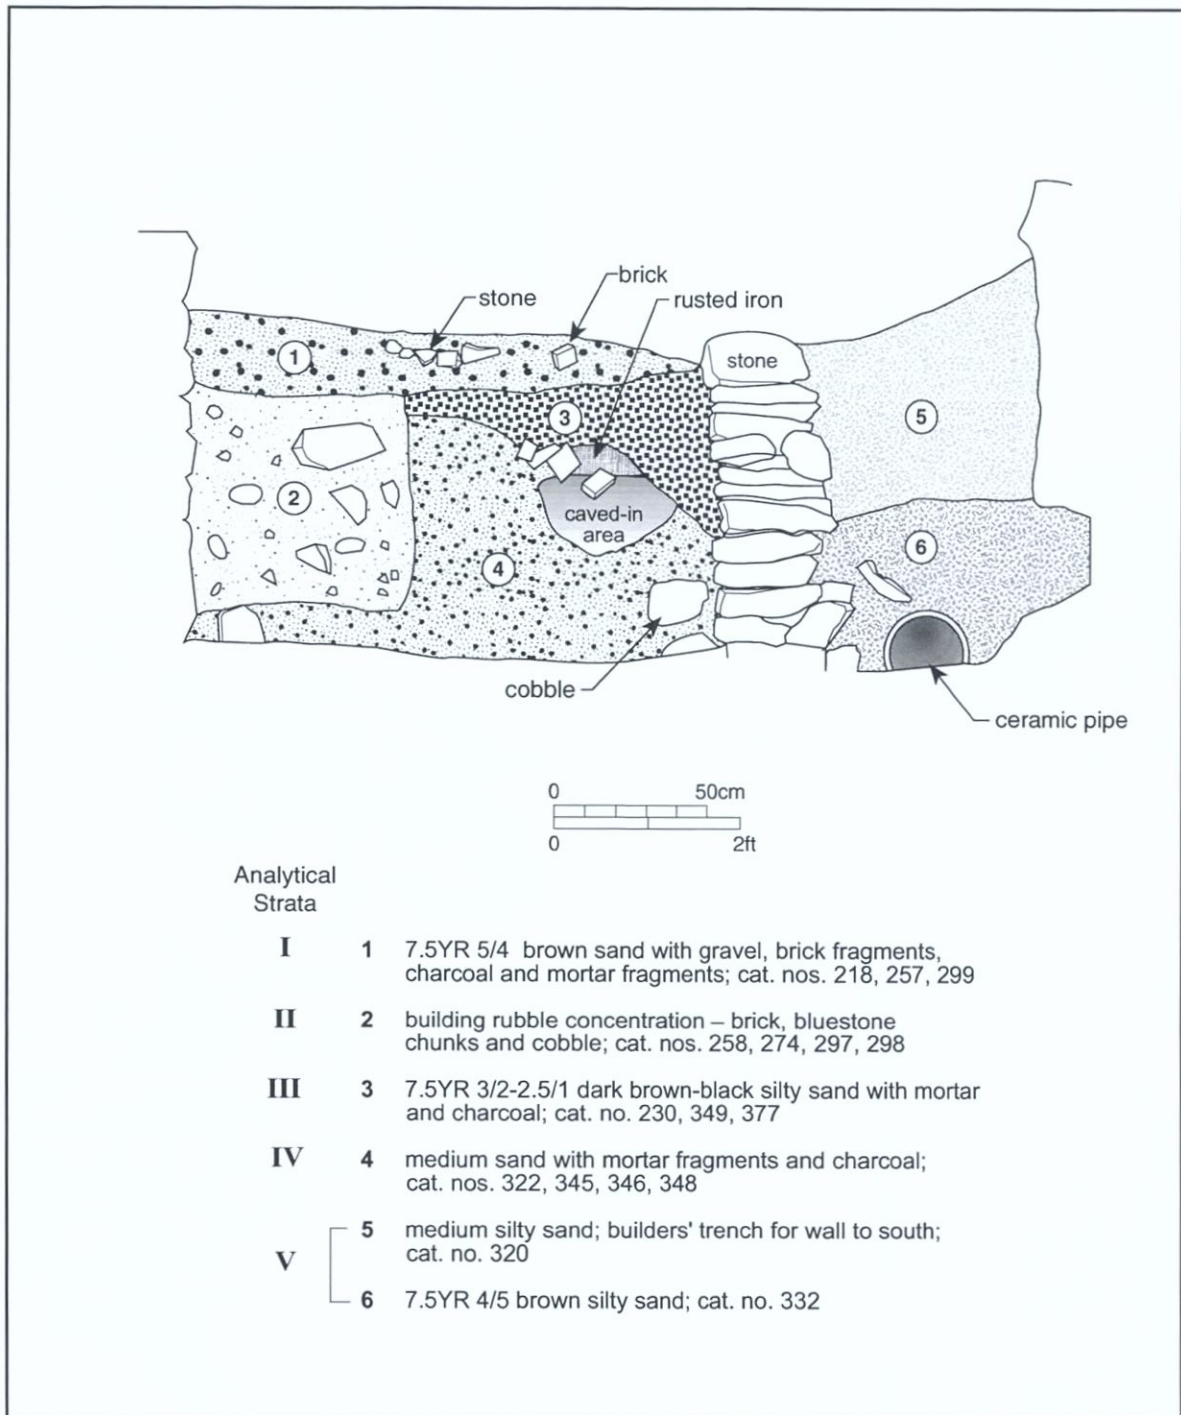 brick
stone
rusted iron
1
stone
3
5
2
caved-in
area
6
4
cobble
ceramic pipe
0 50cm
0 2ft
Analytical
Strata
I 1 7.5YR 5/4 brown sand with gravel, brick fragments,
charcoal and mortar fragments; cat. nos. 218, 257, 299
II 2 building rubble concentration – brick, bluestone
chunks and cobble; cat. nos. 258, 274, 297, 298
III 3 7.5YR 3/2-2.5/1 dark brown-black silty sand with mortar
and charcoal; cat. no. 230, 349, 377
IV 4 medium sand with mortar fragments and charcoal;
cat. nos. 322, 345, 346, 348
V
5 medium silty sand; builders' trench for wall to south;
cat. no. 320
6 7.5YR 4/5 brown silty sand; cat. no. 332